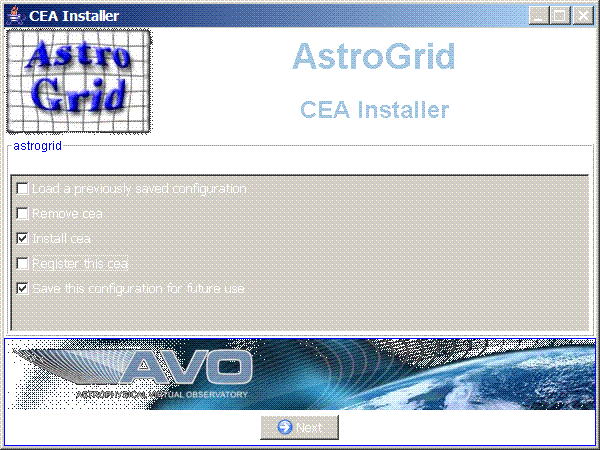 CEA Installer
Astro
Grid
AstroGrid
CEA Installer
astrogrid
Load a previously saved configuration
Remove cea
Install cea
Register this cea
Save this configuration for future use
AVO
ASTROPHYSICAL VIRTUAL OBSERVATORY
Next